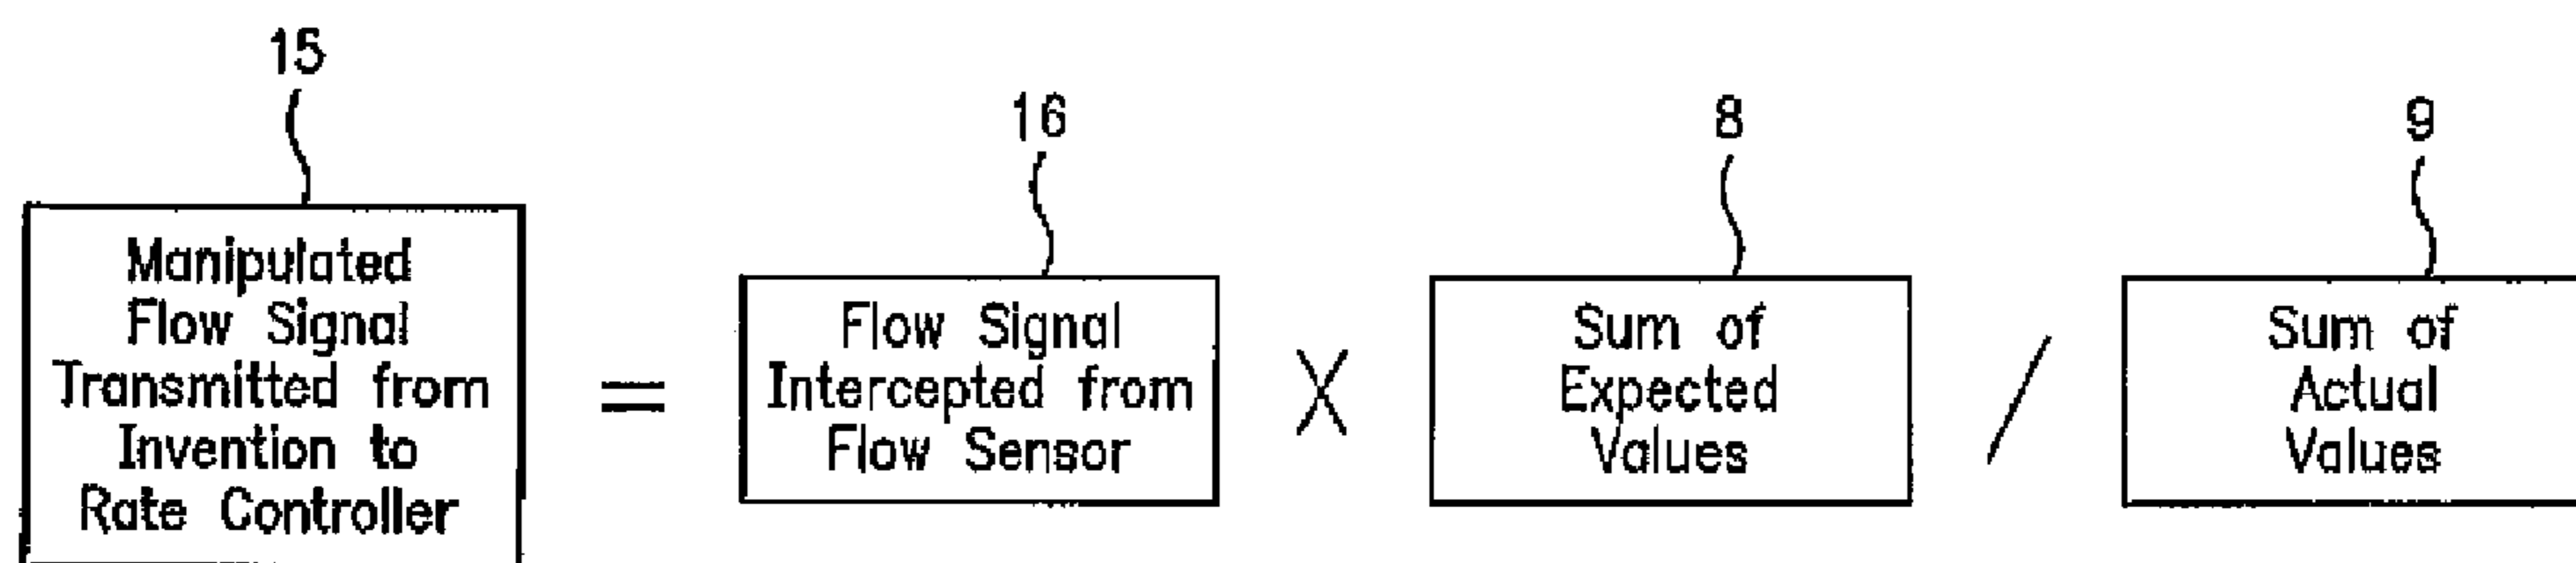 15
16
8
9
Manipulated
Flow Signal
Transmitted from
Invention to
Rate Controller
=
Flow Signal
Intercepted from
Flow Sensor
X
Sum of
Expected
Values
/
Sum of
Actual
Values